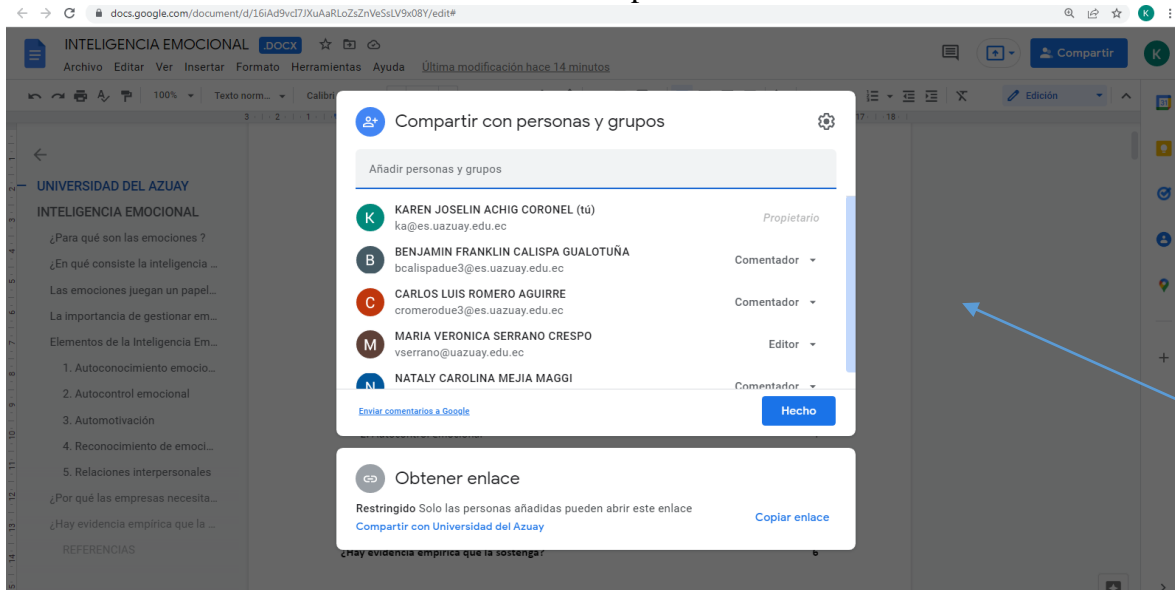 docs.google.com/document/d/16iAd9vcI7JXuAaRLoZsZnVeSsLV9x08Y/edit#
K
INTELIGENCIA EMOCIONAL .DOCX
Archivo Editar Ver Insertar Formato Herramientas Ayuda Última modificación hace 14 minutos
Compartir
K
100% Texto norm... Calibri
Edición
3 2 1 17 18
31
UNIVERSIDAD DEL AZUAY
INTELIGENCIA EMOCIONAL
¿Para qué son las emociones ?
¿En qué consiste la inteligencia ...
Las emociones juegan un papel...
La importancia de gestionar em...
Elementos de la Inteligencia Em...
1. Autoconocimiento emocio...
2. Autocontrol emocional
3. Automotivación
4. Reconocimiento de emoci...
5. Relaciones interpersonales
¿Por qué las empresas necesita...
¿Hay evidencia empírica que la ...
REFERENCIAS
Compartir con personas y grupos
Añadir personas y grupos
K
KAREN JOSELIN ACHIG CORONEL (tú)
ka@es.uazuay.edu.ec
Propietario
B
BENJAMIN FRANKLIN CALISPA GUALOTUÑA
bcalispadue3@es.uazuay.edu.ec
Comentador
C
CARLOS LUIS ROMERO AGUIRRE
cromerodue3@es.uazuay.edu.ec
Comentador
M
MARIA VERONICA SERRANO CRESPO
vserrano@uazuay.edu.ec
Editor
N
NATALY CAROLINA MEJIA MAGGI
Comentador
Enviar comentarios a Google
Hecho
Obtener enlace
Restringido Solo las personas añadidas pueden abrir este enlace
Compartir con Universidad del Azuay
Copiar enlace
¿Hay evidencia empírica que la sostenga? 6